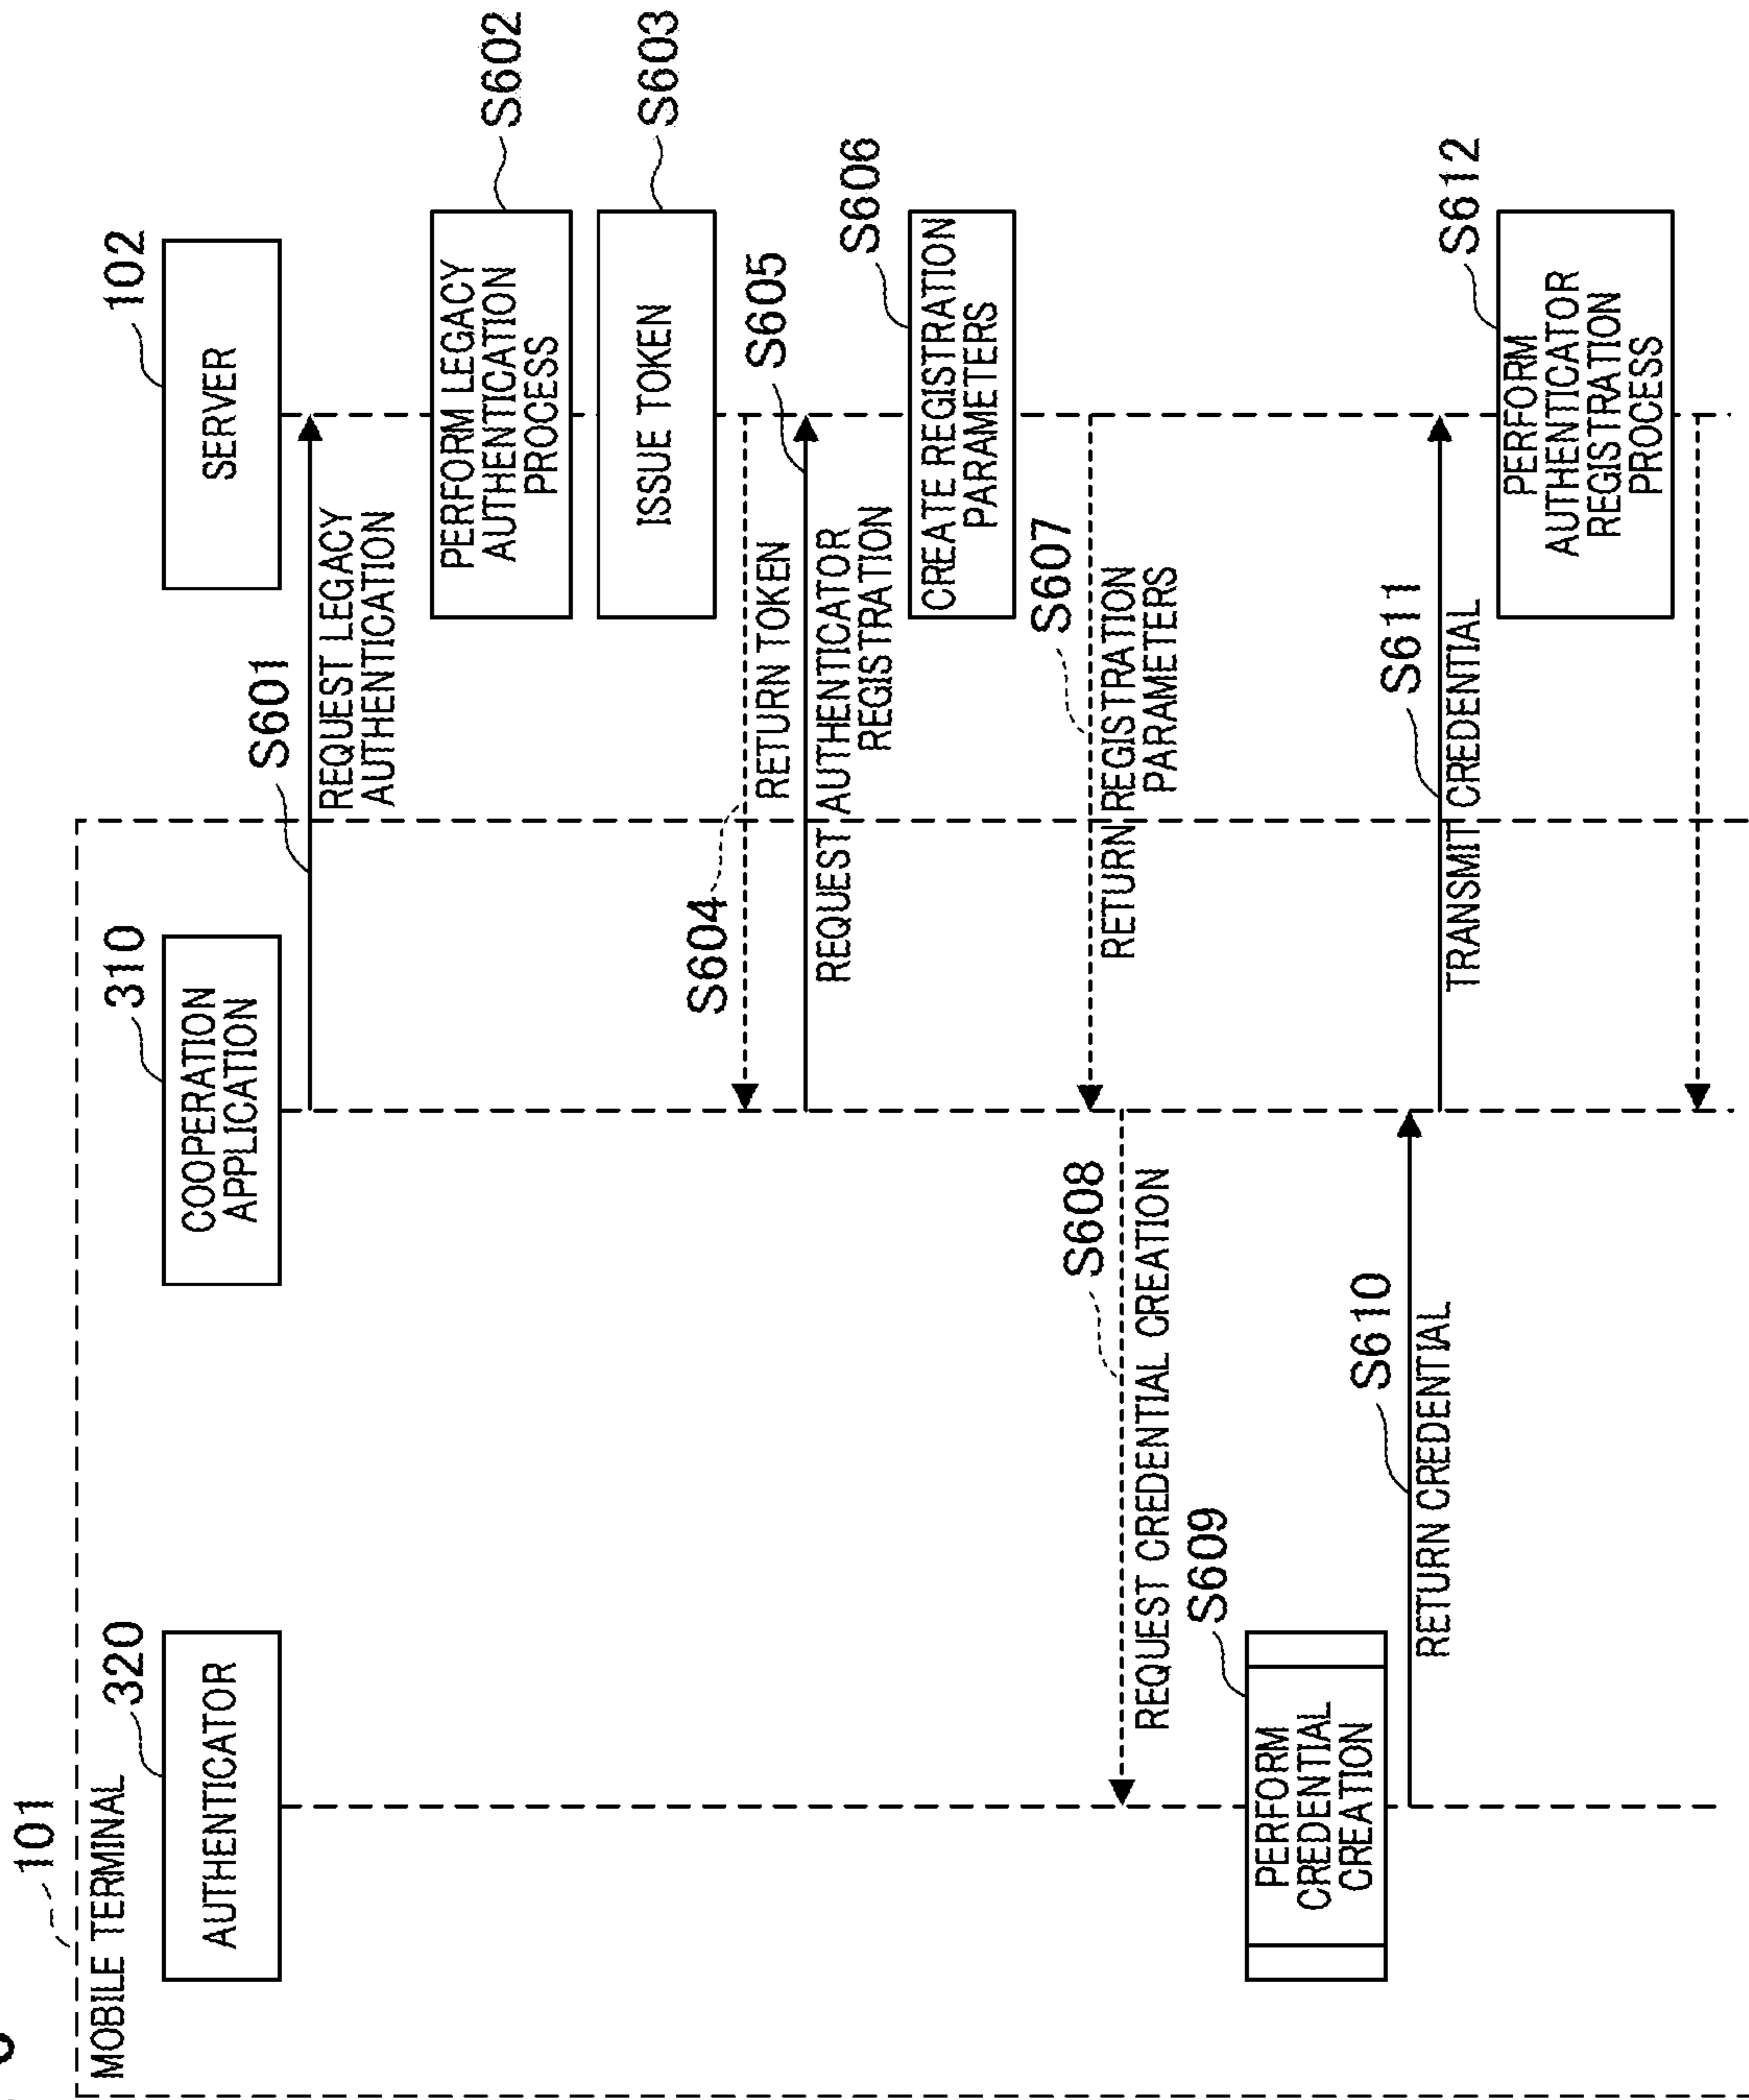 101
MOBILE TERMINAL
320
AUTHENTICATOR
310
COOPERATION
APPLICATION
102
SERVER
S601
REQUEST LEGACY
AUTHENTICATION
S602
PERFORM LEGACY
AUTHENTICATION
PROCESS
S603
ISSUE TOKEN
S604
RETURN TOKEN
S605
REQUEST AUTHENTICATOR
REGISTRATION
S606
CREATE REGISTRATION
PARAMETERS
S607
RETURN REGISTRATION
PARAMETERS
S608
REQUEST CREDENTIAL CREATION
S609
PERFORM
CREDENTIAL
CREATION
S610
RETURN CREDENTIAL
S611
TRANSMIT CREDENTIAL
S612
PERFORM
AUTHENTICATOR
REGISTRATION
PROCESS